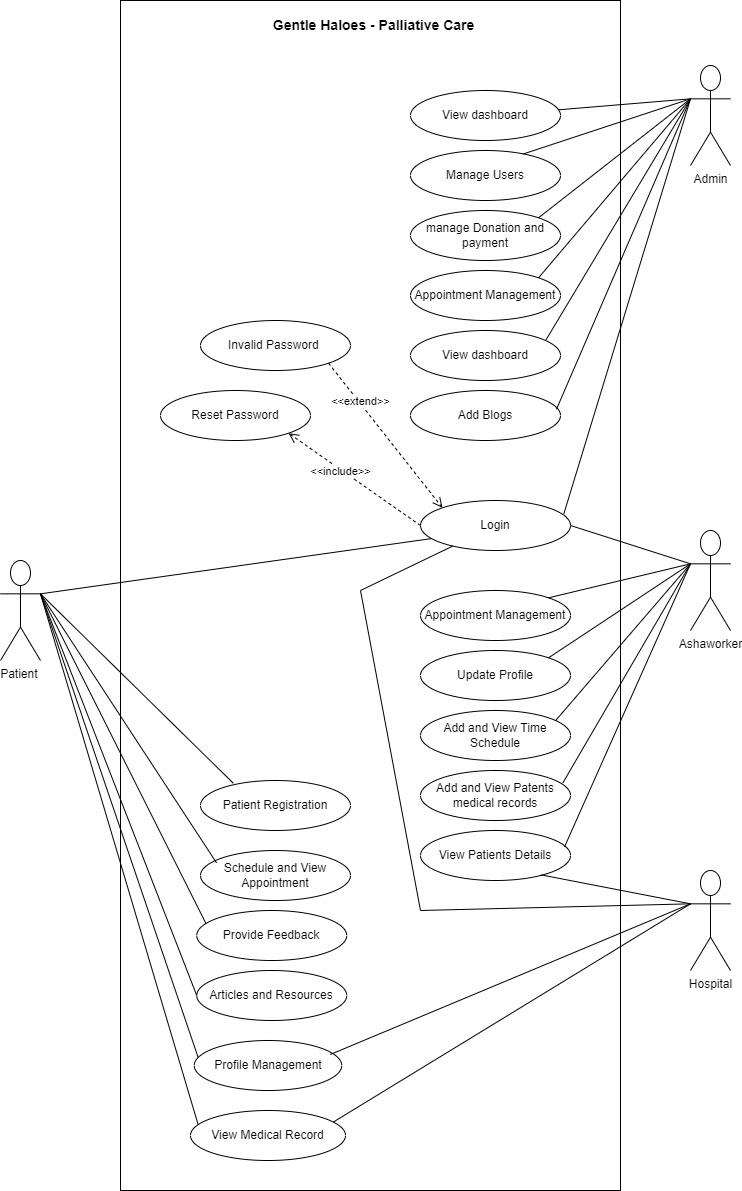 Gentle Haloes - Palliative Care
View dashboard
Admin
Manage Users
manage Donation and
payment
Appointment Management
Invalid Password
View dashboard
<<extend>>
Reset Password
Add Blogs
<<include>>
Login
Ashaworker
Appointment Management
Patient
Update Profile
Add and View Time
Schedule
Add and View Patents
medical records
Patient Registration
View Patients Details
Schedule and View
Appointment
Provide Feedback
Hospital
Articles and Resources
Profile Management
View Medical Record